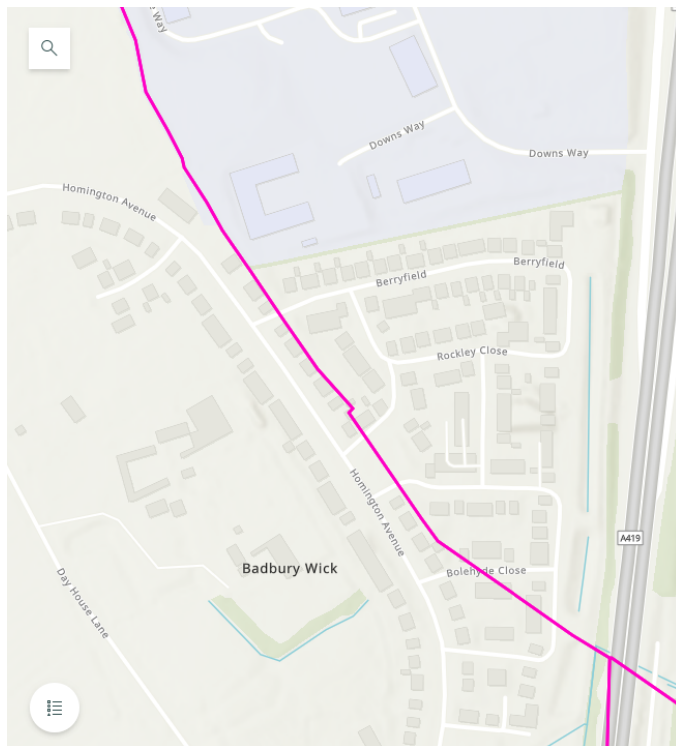 Way
Downs Way
Downs Way
Homington Avenue
Berryfield
Berryfield
Rockley Close
Homington Avenue
A419
Badbury Wick
Bolehyde Close
Day House Lane